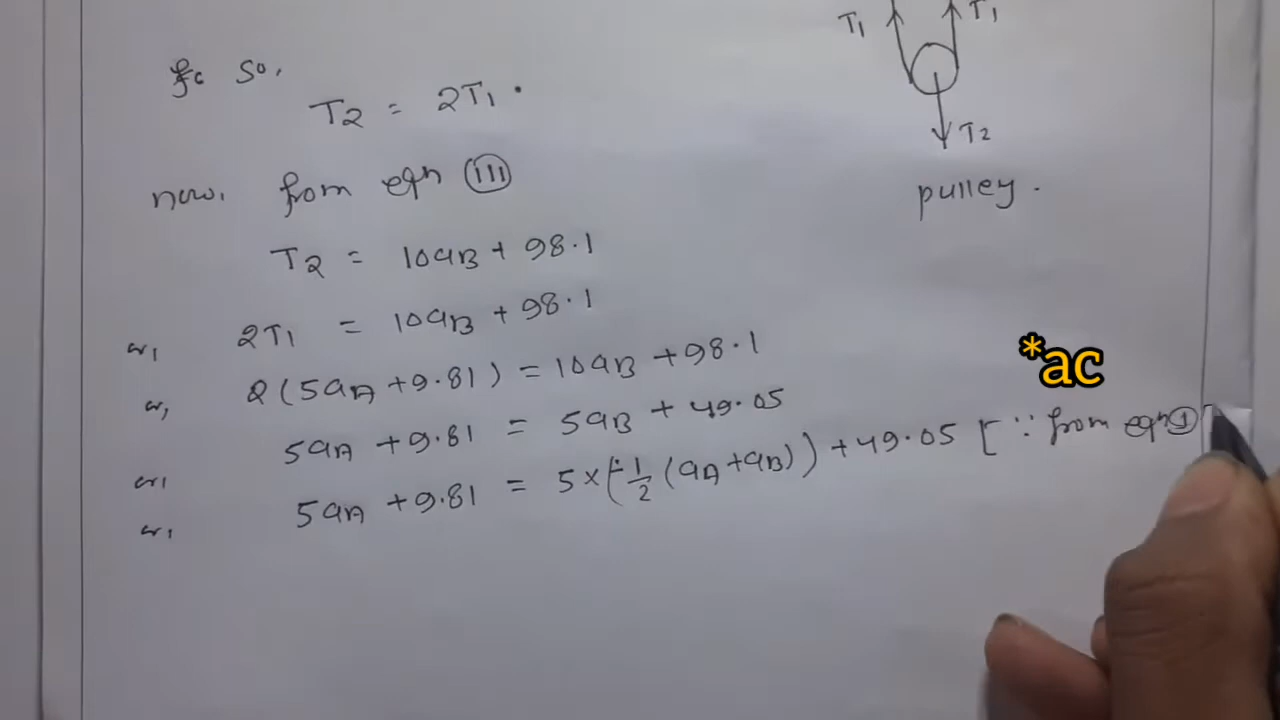 T1 T1
so,
T2 = 2T1 .
T2
now. from eqn (III)
pulley .
T2 = 10aB + 98.1
or, 2T1 = 10aB + 98.1
*ac
or, 2(5aA + 9.81) = 10aB + 98.1
or, 5aA + 9.81 = 5aB + 49.05
or, 5aA + 9.81 = 5 × (-1/2 (aA + aB)) + 49.05 [∵ from eqn (1)